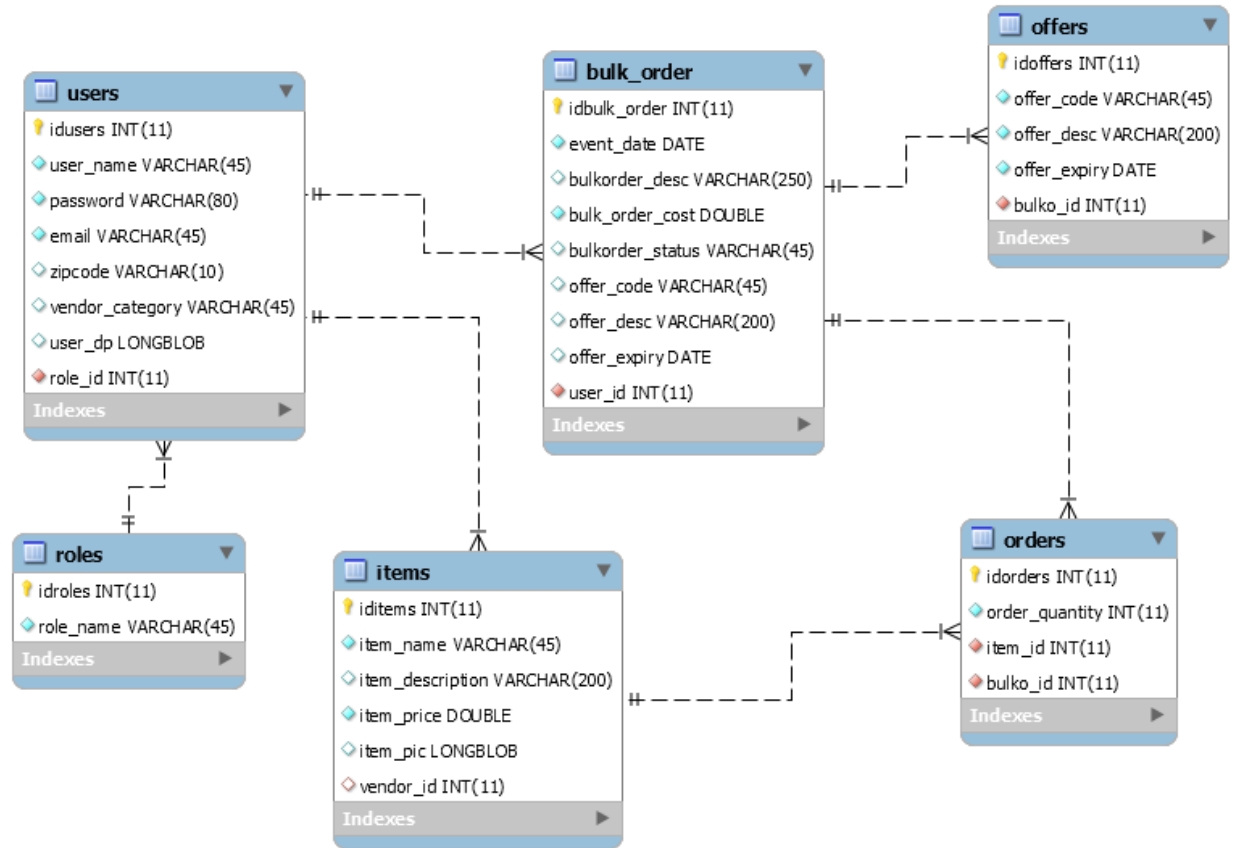 users
idusers INT(11)
user_name VARCHAR(45)
password VARCHAR(80)
email VARCHAR(45)
zipcode VARCHAR(10)
vendor_category VARCHAR(45)
user_dp LONGBLOB
role_id INT(11)
Indexes
bulk_order
idbulk_order INT(11)
event_date DATE
bulkorder_desc VARCHAR(250)
bulk_order_cost DOUBLE
bulkorder_status VARCHAR(45)
offer_code VARCHAR(45)
offer_desc VARCHAR(200)
offer_expiry DATE
user_id INT(11)
Indexes
offers
idoffers INT(11)
offer_code VARCHAR(45)
offer_desc VARCHAR(200)
offer_expiry DATE
bulko_id INT(11)
Indexes
roles
idroles INT(11)
role_name VARCHAR(45)
Indexes
items
iditems INT(11)
item_name VARCHAR(45)
item_description VARCHAR(200)
item_price DOUBLE
item_pic LONGBLOB
vendor_id INT(11)
Indexes
orders
idorders INT(11)
order_quantity INT(11)
item_id INT(11)
bulko_id INT(11)
Indexes